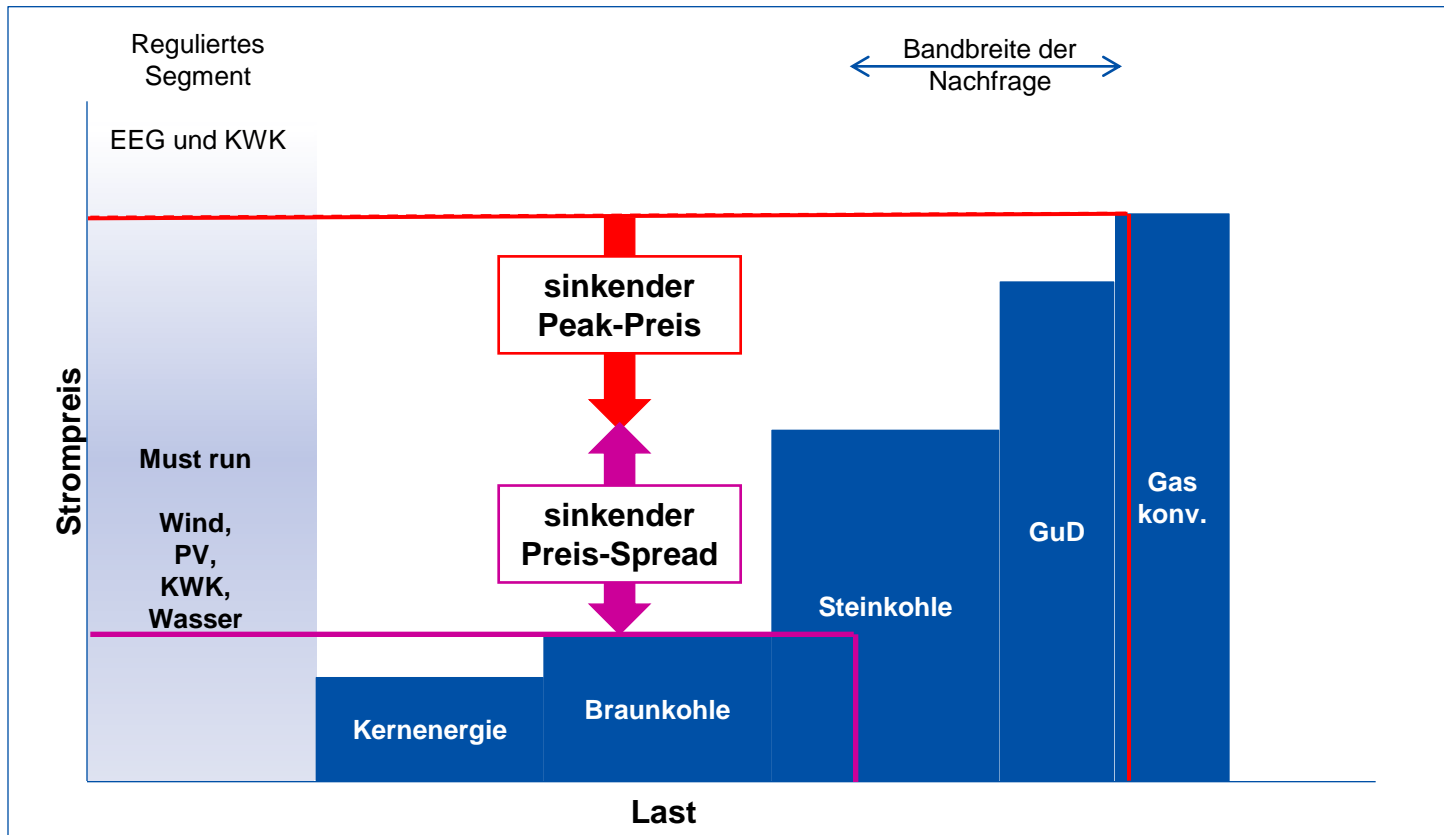 Reguliertes
Segment
Bandbreite der
Nachfrage
EEG und KWK
sinkender
Peak-Preis
Strompreis
Must run
Wind,
PV,
KWK,
Wasser
sinkender
Preis-Spread
Gas
konv.
GuD
Steinkohle
Braunkohle
Kernenergie
Last